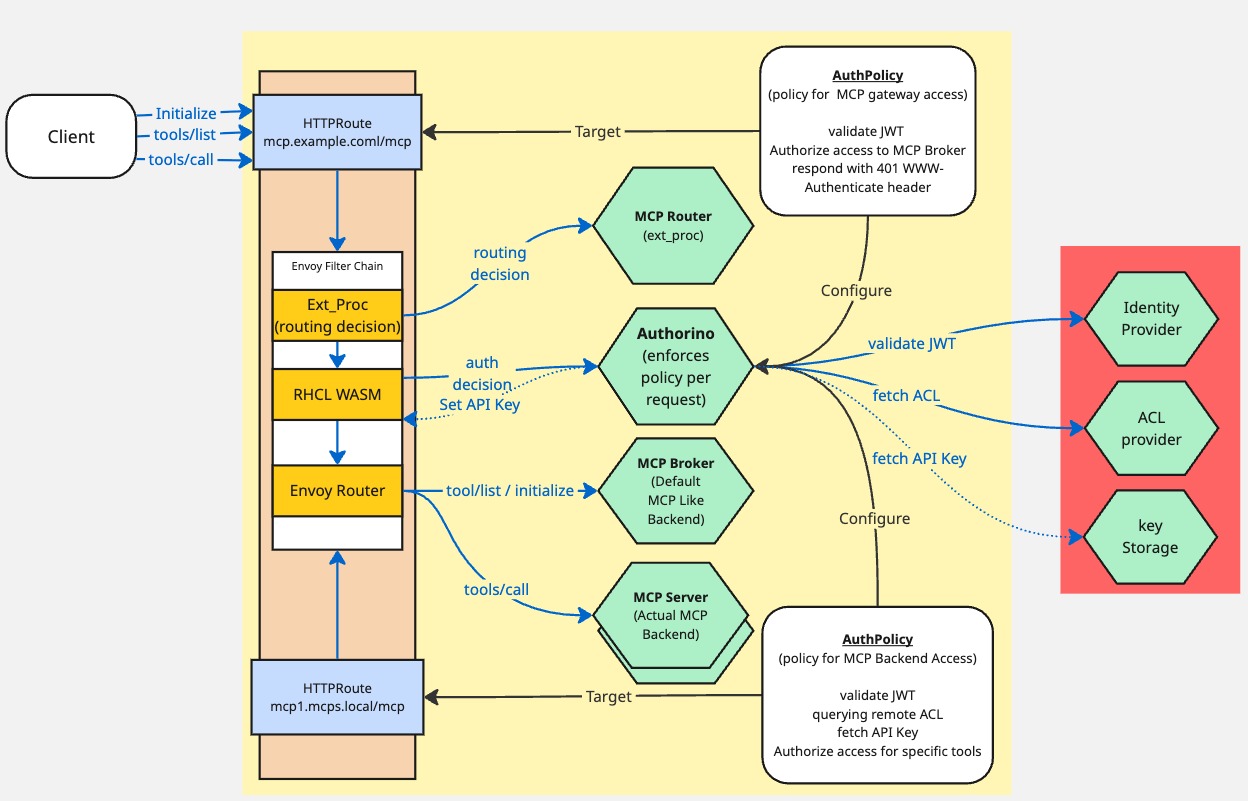 Client
Initialize
tools/list
tools/call
HTTPRoute
mcp.example.coml/mcp
Target
AuthPolicy
(policy for MCP gateway access)
validate JWT
Authorize access to MCP Broker
respond with 401 WWW-
Authenticate header
Envoy Filter Chain
Ext_Proc
(routing decision)
RHCL WASM
Envoy Router
routing
decision
MCP Router
(ext_proc)
auth
decision
Set API Key
Authorino
(enforces
policy per
request)
Configure
validate JWT
fetch ACL
fetch API Key
Configure
Identity
Provider
ACL
provider
key
Storage
tool/list / initialize
MCP Broker
(Default
MCP Like
Backend)
tools/call
MCP Server
(Actual MCP
Backend)
HTTPRoute
mcp1.mcps.local/mcp
Target
AuthPolicy
(policy for MCP Backend Access)
validate JWT
querying remote ACL
fetch API Key
Authorize access for specific tools